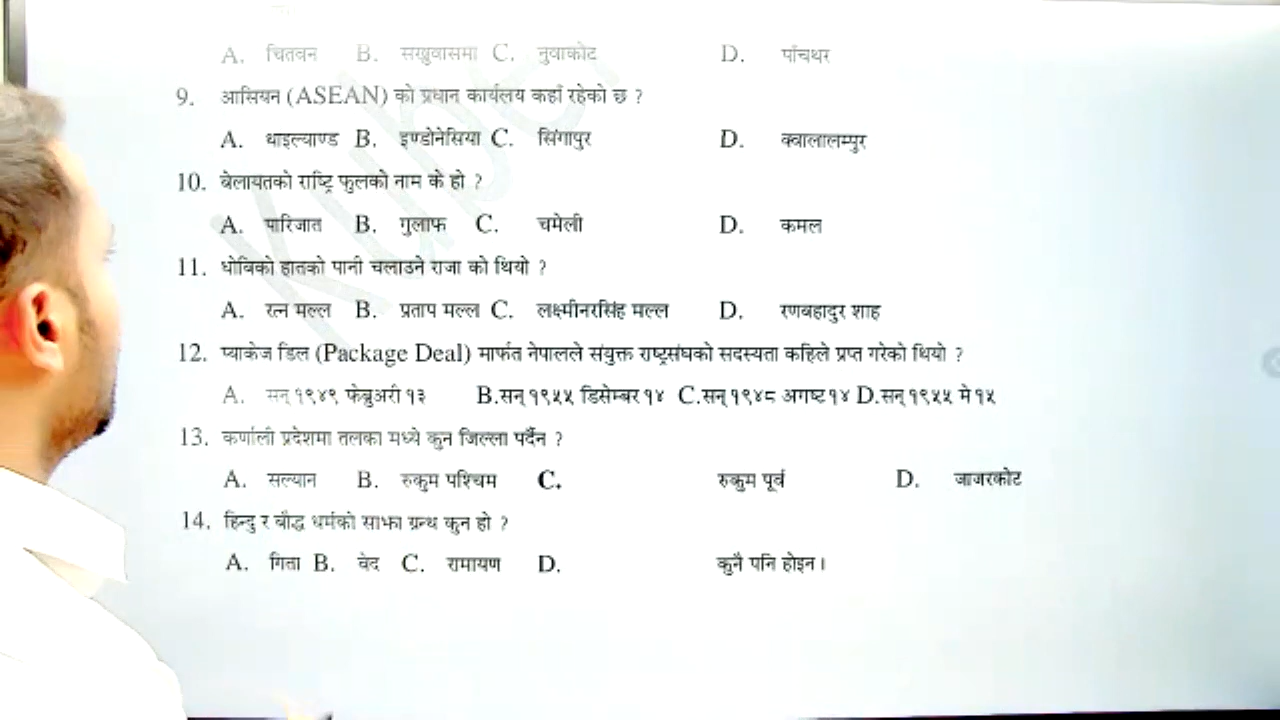 A. चितवन B. सखुवासभा C. नुवाकोट D. पाँचथर
9. आसियन (ASEAN) को प्रधान कार्यलय कहाँ रहेको छ ?
A. थाइल्याण्ड B. इण्डोनेसिया C. सिंगापुर D. क्वालालम्पुर
10. बेलायतको राष्ट्रि फुलको नाम के हो ?
A. पारिजात B. गुलाफ C. चमेली D. कमल
11. धोबिको हातको पानी चलाउने राजा को थियो ?
A. रत्न मल्ल B. प्रताप मल्ल C. लक्ष्मीनरसिंह मल्ल D. रणबहादुर शाह
12. प्याकेज डिल (Package Deal) मार्फत नेपालले संयुक्त राष्ट्रसंघको सदस्यता कहिले प्रप्त गरेको थियो ?
A. सन् १९४९ फेब्रुअरी १३ B.सन् १९५५ डिसेम्बर १४ C.सन् १९४८ अगष्ट १४ D.सन् १९५५ मे १५
13. कर्णाली प्रदेशमा तलका मध्ये कुन जिल्ला पर्दैन ?
A. सल्यान B. रुकुम पश्चिम C. रुकुम पूर्व D. जाजरकोट
14. हिन्दु र बौद्ध धर्मको साझा ग्रन्थ कुन हो ?
A. गिता B. वेद C. रामायण D. कुनै पनि होइन।